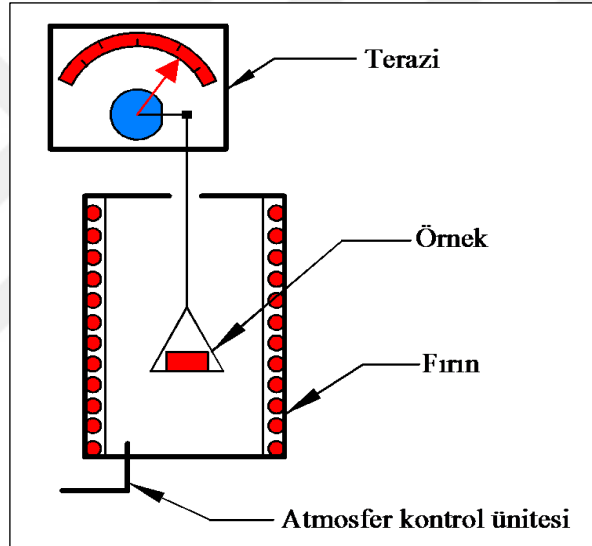 Terazi
Örnek
Fırın
Atmosfer kontrol ünitesi